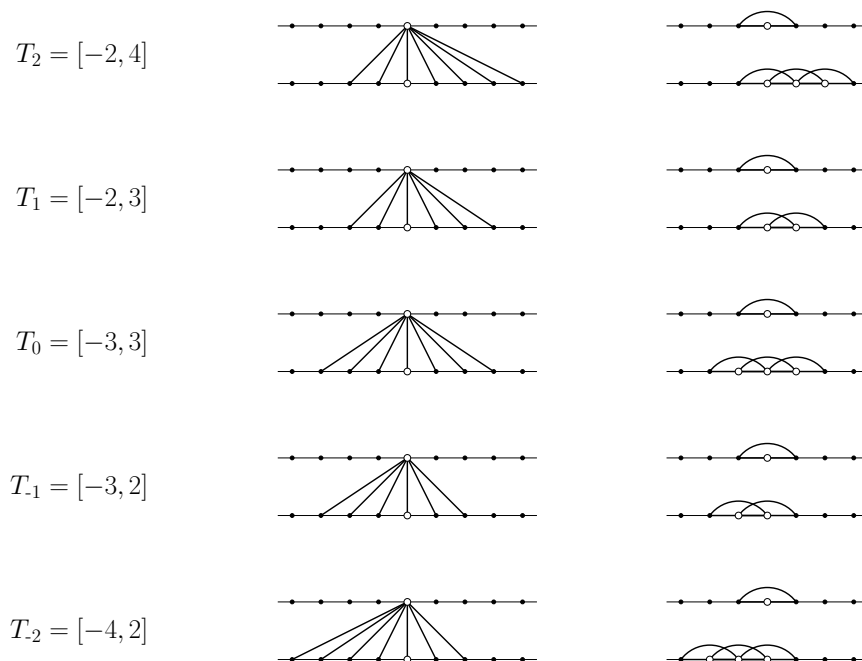 T₂ = [−2, 4]
T₁ = [−2, 3]
T₀ = [−3, 3]
T₋₁ = [−3, 2]
T₋₂ = [−4, 2]